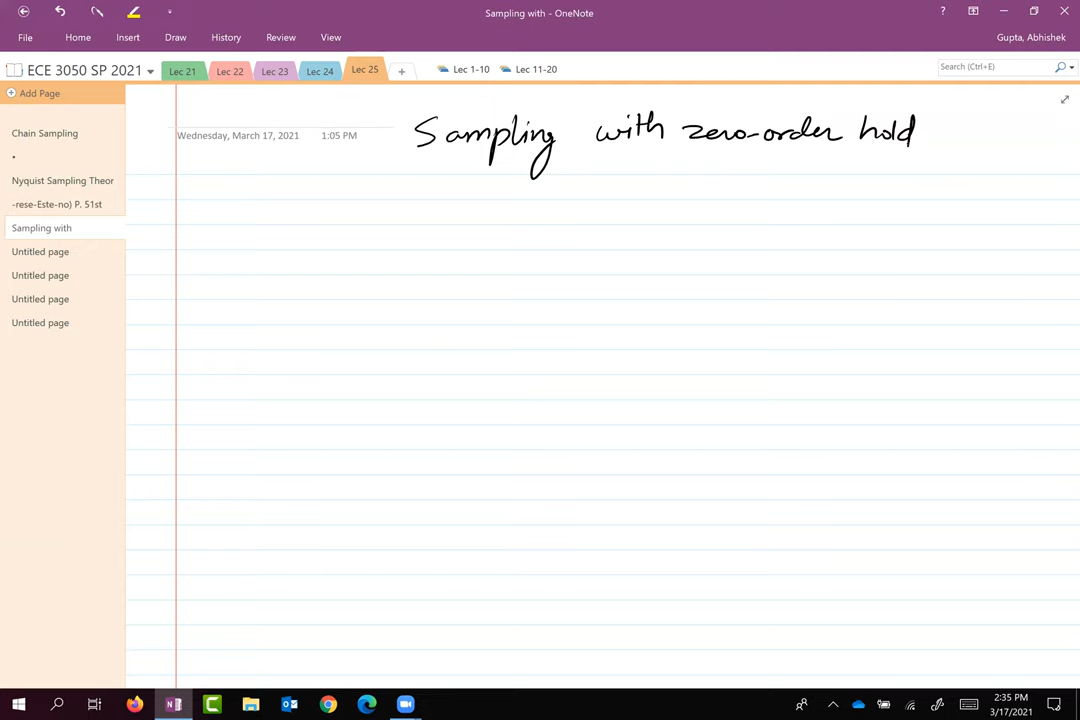 Sampling with - OneNote
?
Gupta, Abhishek
File Home Insert Draw History Review View
ECE 3050 SP 2021
Lec 21
Lec 22
Lec 23
Lec 24
Lec 25
+
Lec 1-10
Lec 11-20
Search (Ctrl+E)
Add Page
Wednesday, March 17, 2021 1:05 PM
Sampling with zero-order hold
Chain Sampling
Nyquist Sampling Theor
-rese-Este-no) P. 51st
Sampling with
Untitled page
Untitled page
Untitled page
Untitled page
2:35 PM
3/17/2021